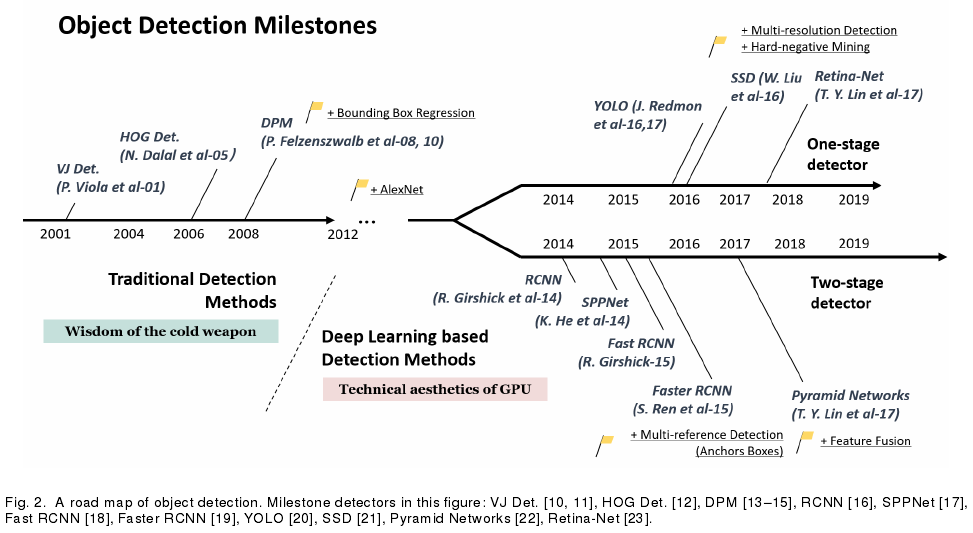 Object Detection Milestones
+ Multi-resolution Detection
+ Hard-negative Mining
SSD (W. Liu
et al-16)
Retina-Net
(T. Y. Lin et al-17)
YOLO (J. Redmon
et al-16,17)
+ Bounding Box Regression
DPM
(P. Felzenszwalb et al-08, 10)
HOG Det.
(N. Dalal et al-05)
VJ Det.
(P. Viola et al-01)
+ AlexNet
One-stage
detector
2014 2015 2016 2017 2018 2019
...
2001 2004 2006 2008 2012
2014 2015 2016 2017 2018 2019
Traditional Detection
Methods
Wisdom of the cold weapon
Deep Learning based
Detection Methods
Technical aesthetics of GPU
RCNN
(R. Girshick et al-14)
SPPNet
(K. He et al-14)
Fast RCNN
(R. Girshick-15)
Faster RCNN
(S. Ren et al-15)
+ Multi-reference Detection
(Anchors Boxes)
Two-stage
detector
Pyramid Networks
(T. Y. Lin et al-17)
+ Feature Fusion
Fig. 2. A road map of object detection. Milestone detectors in this figure: VJ Det. [10, 11], HOG Det. [12], DPM [13–15], RCNN [16], SPPNet [17],
Fast RCNN [18], Faster RCNN [19], YOLO [20], SSD [21], Pyramid Networks [22], Retina-Net [23].